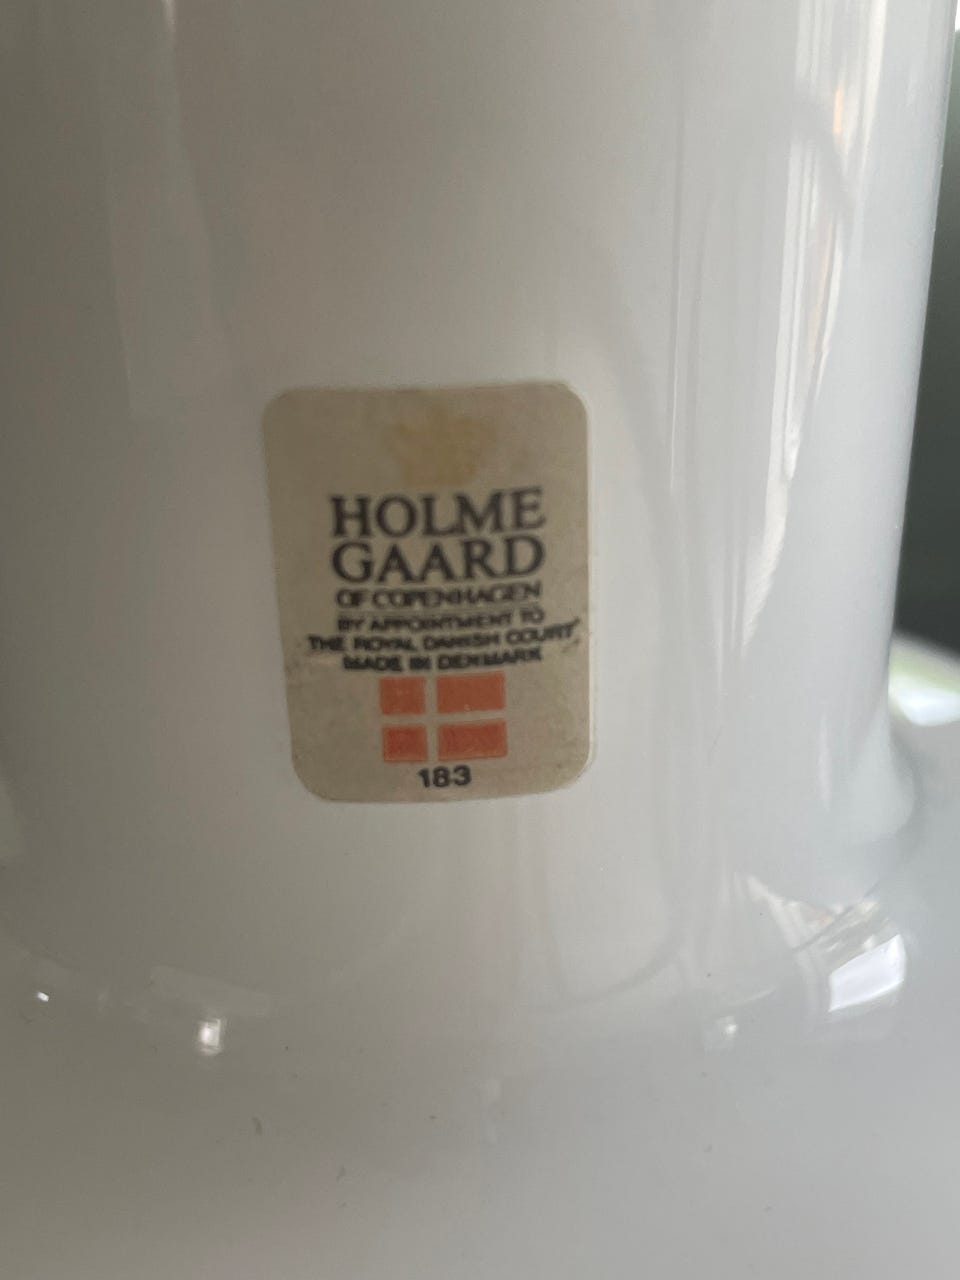 HOLME
GAARD
OF COPENHAGEN
BY APPOINTMENT TO
THE ROYAL DANISH COURT
MADE IN DENMARK
183